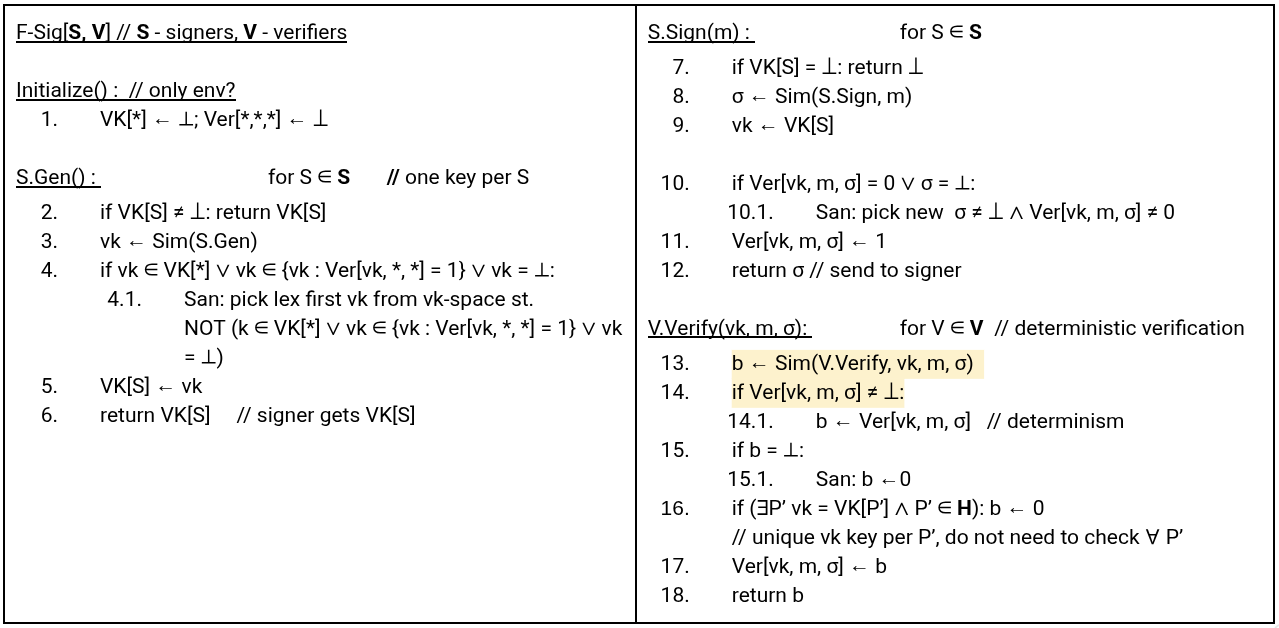 F-Sig[S, V] // S - signers, V - verifiers
Initialize() : // only env?
1. VK[*] ← ⊥; Ver[*,*,*] ← ⊥
S.Gen() : for S ∈ S // one key per S
2. if VK[S] ≠ ⊥: return VK[S]
3. vk ← Sim(S.Gen)
4. if vk ∈ VK[*] ∨ vk ∈ {vk : Ver[vk, *, *] = 1} ∨ vk = ⊥:
4.1. San: pick lex first vk from vk-space st.
NOT (k ∈ VK[*] ∨ vk ∈ {vk : Ver[vk, *, *] = 1} ∨ vk
= ⊥)
5. VK[S] ← vk
6. return VK[S] // signer gets VK[S]
S.Sign(m) : for S ∈ S
7. if VK[S] = ⊥: return ⊥
8. σ ← Sim(S.Sign, m)
9. vk ← VK[S]
10. if Ver[vk, m, σ] = 0 ∨ σ = ⊥:
10.1. San: pick new σ ≠ ⊥ ∧ Ver[vk, m, σ] ≠ 0
11. Ver[vk, m, σ] ← 1
12. return σ // send to signer
V.Verify(vk, m, σ): for V ∈ V // deterministic verification
13. b ← Sim(V.Verify, vk, m, σ)
14. if Ver[vk, m, σ] ≠ ⊥:
14.1. b ← Ver[vk, m, σ] // determinism
15. if b = ⊥:
15.1. San: b ←0
16. if (∃P’ vk = VK[P’] ∧ P’ ∈ H): b ← 0
// unique vk key per P’, do not need to check ∀ P’
17. Ver[vk, m, σ] ← b
18. return b